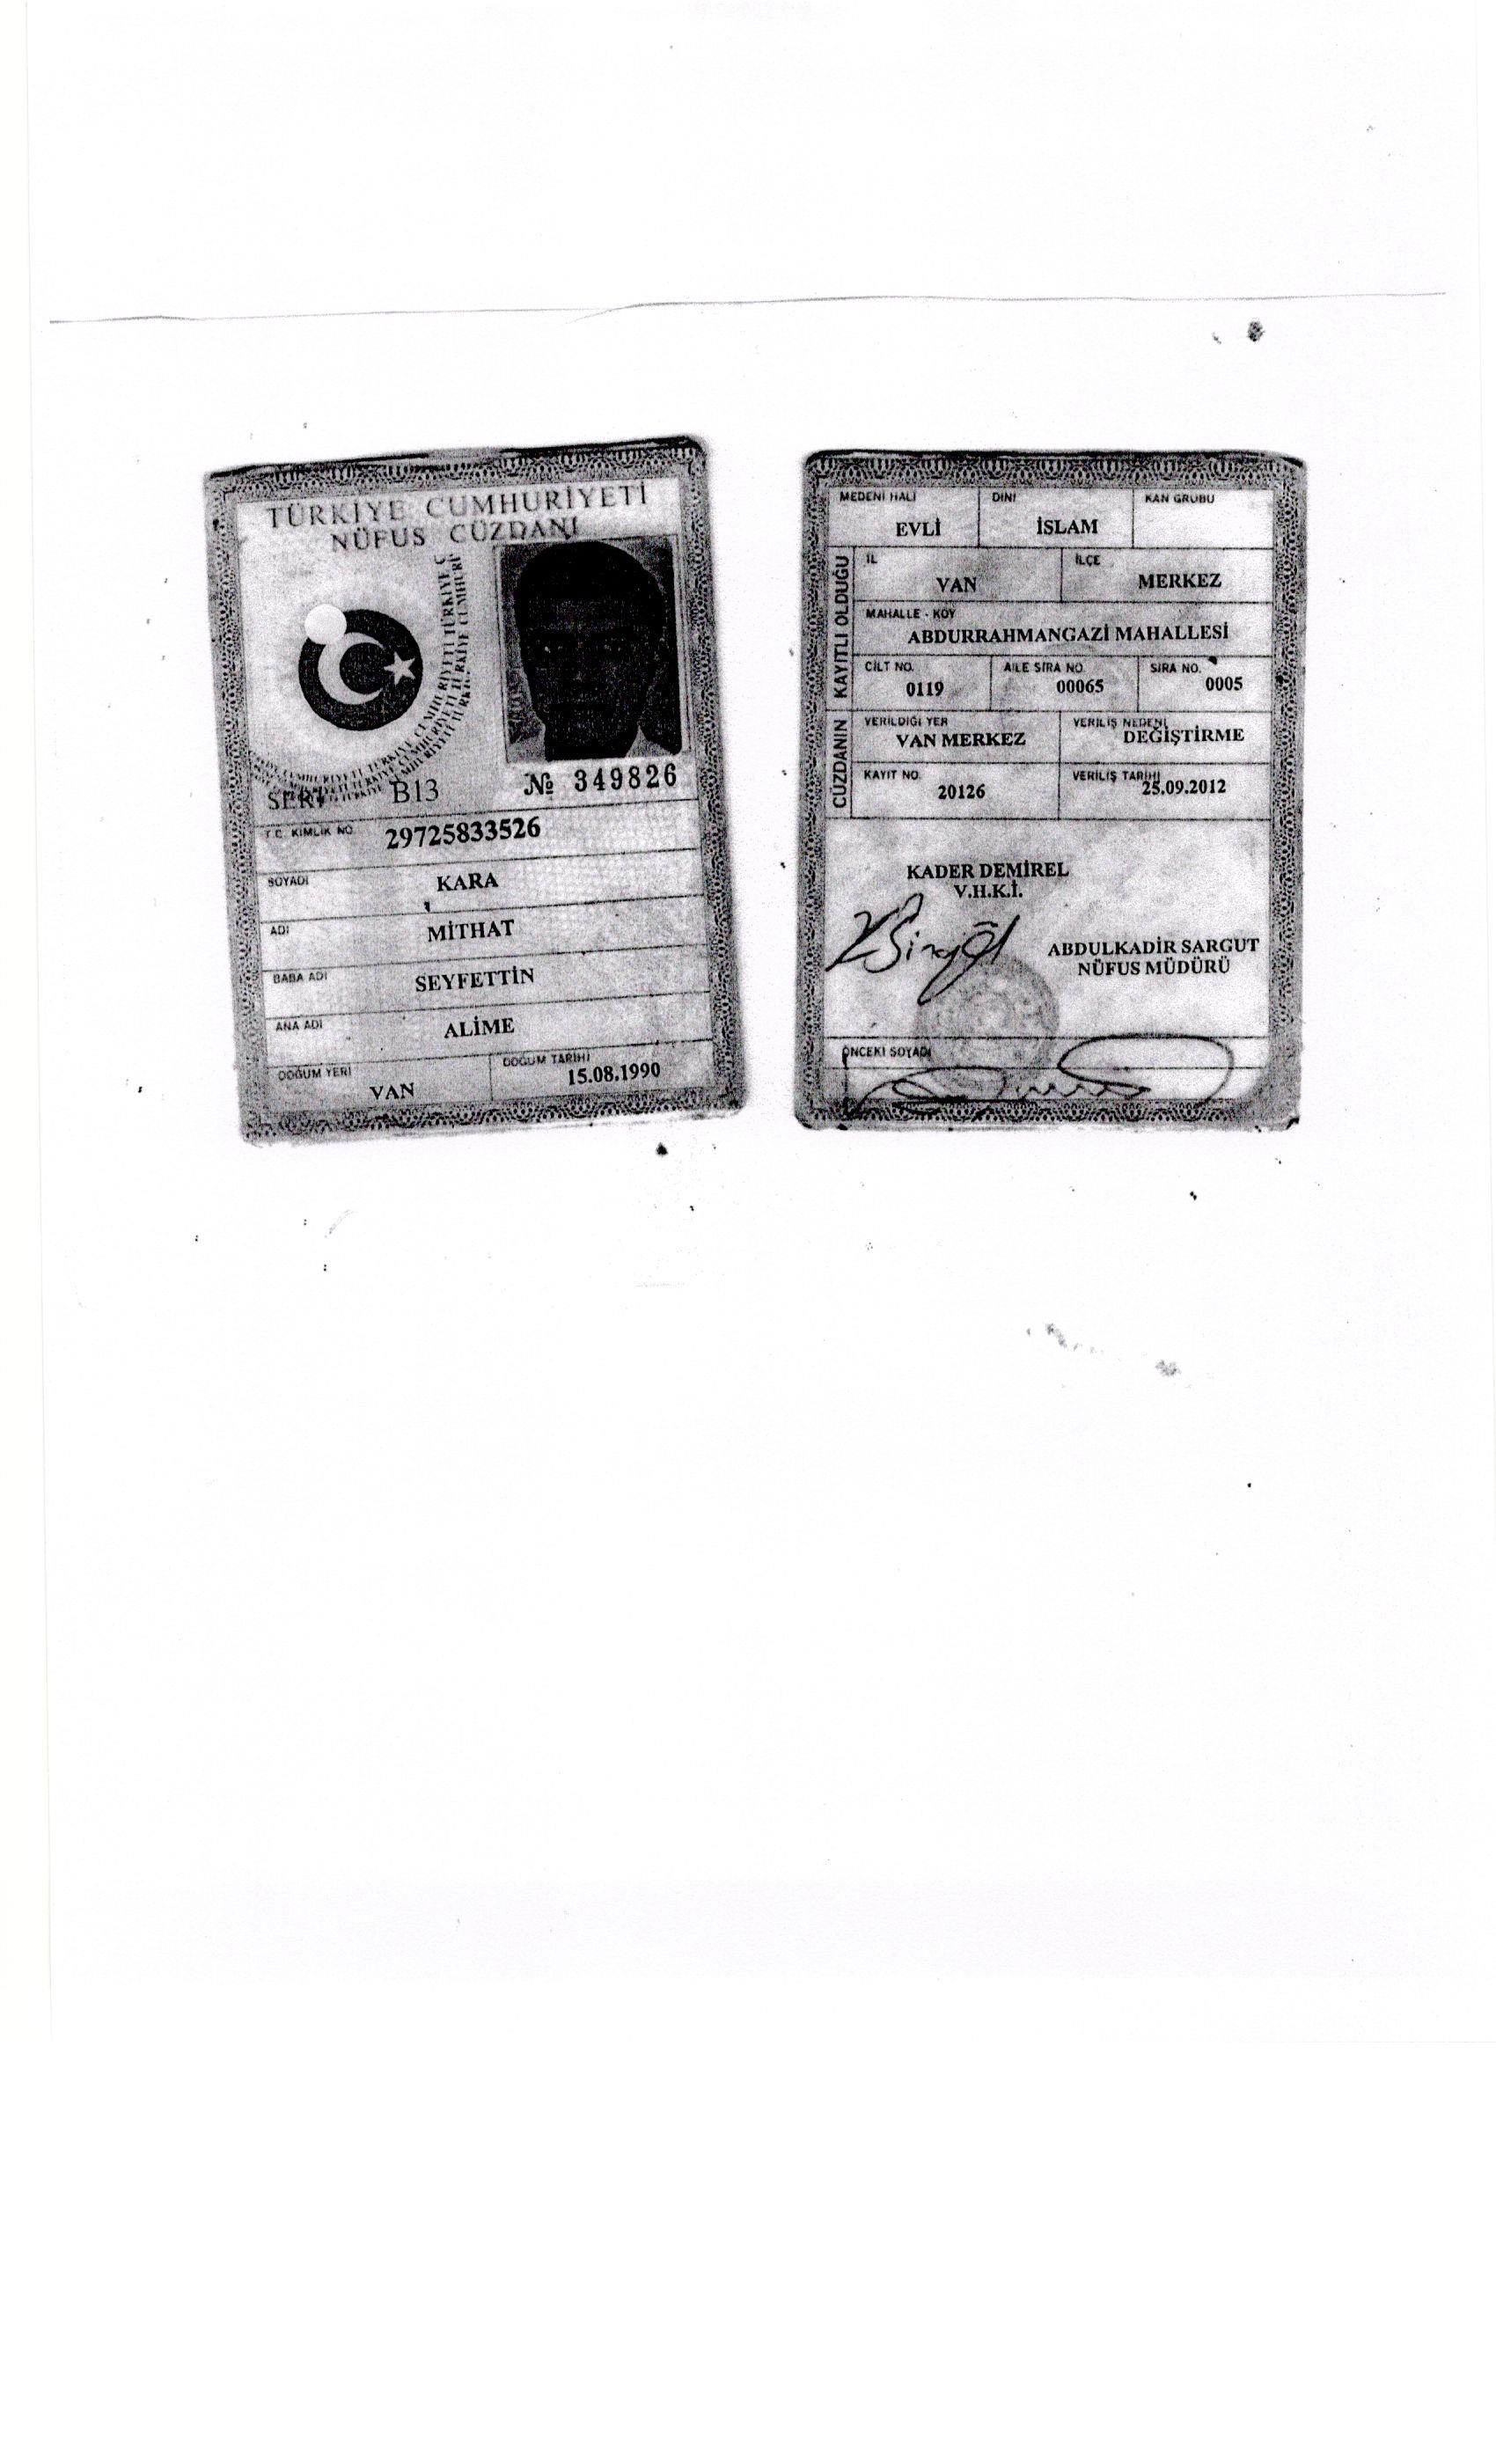 TÜRKİYE CUMHURİYETİ
NÜFUS CÜZDANI
SERİ B13 № 349826
T.C. KİMLİK NO 29725833526
SOYADI KARA
ADI MİTHAT
BABA ADI SEYFETTİN
ANA ADI ALİME
DOĞUM YERİ VAN
DOĞUM TARİHİ 15.08.1990
MEDENİ HALİ EVLİ
DİNİ İSLAM
KAN GRUBU
KAYITLI OLDUĞU
İL VAN
İLÇE MERKEZ
MAHALLE - KÖY
ABDURRAHMANGAZİ MAHALLESİ
CİLT NO. 0119
AİLE SIRA NO 00065
SIRA NO. 0005
CÜZDANIN
VERİLDİĞİ YER VAN MERKEZ
VERİLİŞ NEDENİ DEĞİŞTİRME
KAYIT NO. 20126
VERİLİŞ TARİHİ 25.09.2012
KADER DEMİREL
V.H.K.İ.
ABDULKADİR SARGUT
NÜFUS MÜDÜRÜ
ÖNCEKİ SOYADI